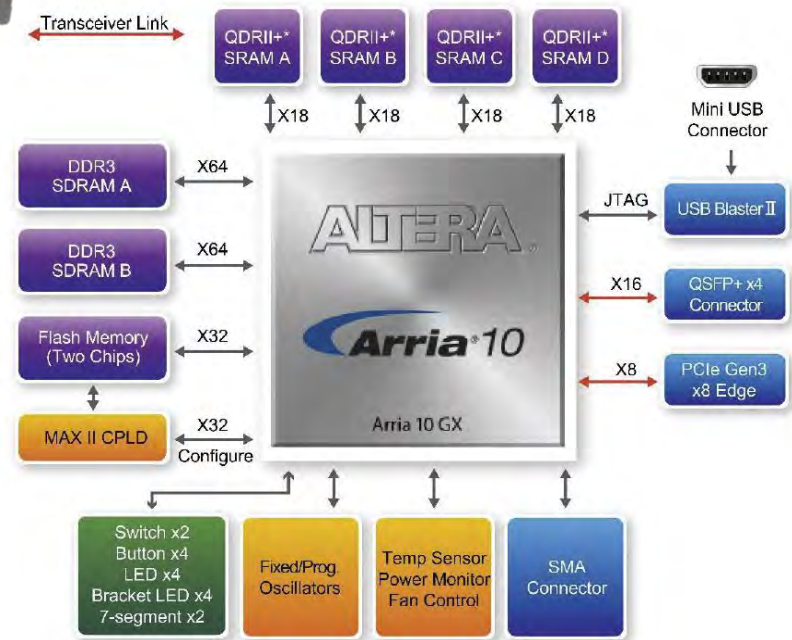 Transceiver Link
QDRII+*
SRAM A
QDRII+*
SRAM B
QDRII+*
SRAM C
QDRII+*
SRAM D
X18
X18
X18
X18
Mini USB
Connector
DDR3
SDRAM A
X64
JTAG
USB Blaster II
DDR3
SDRAM B
X64
ALTERA
X16
QSFP+ x4
Connector
Flash Memory
(Two Chips)
X32
Arria 10
X8
PCIe Gen3
x8 Edge
MAX II CPLD
X32
Configure
Arria 10 GX
Switch x2
Button x4
LED x4
Bracket LED x4
7-segment x2
Fixed/Prog.
Oscillators
Temp Sensor
Power Monitor
Fan Control
SMA
Connector